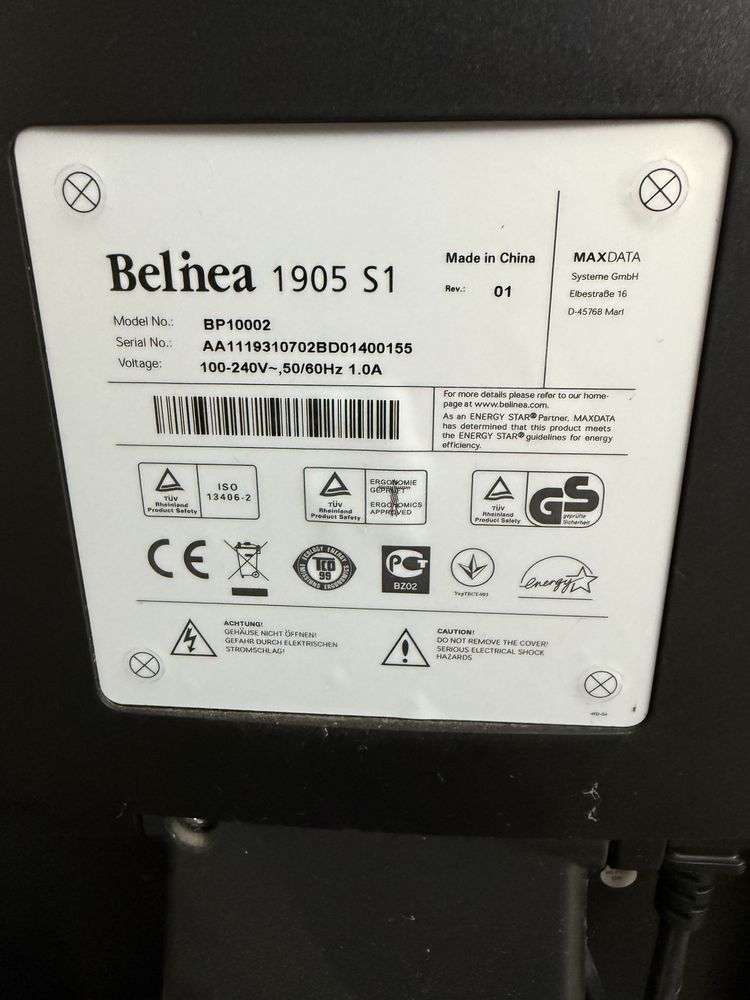 Belinea 1905 S1
Made in China
Rev.: 01
MAXDATA
Systeme GmbH
Elbestraße 16
D-45768 Marl
Model No.: BP10002
Serial No.: AA1119310702BD01400155
Voltage: 100-240V~,50/60Hz 1.0A
For more details please refer to our home-
page at www.belinea.com.
As an ENERGY STAR® Partner, MAXDATA
has determined that this product meets
the ENERGY STAR® guidelines for energy
efficiency.
TÜV
Rheinland
Product Safety
ISO
13406-2
TÜV
Rheinland
Product Safety
ERGONOMIE
GEPRÜFT
ERGONOMICS
APPROVED
TÜV
Rheinland
Product Safety
GS
geprüfte
Sicherheit
CE
ECOLOGY ENERGY
TCO
99
EMISSIONS ERGONOMICS
PCT
BZ02
energy
ACHTUNG!
GEHÄUSE NICHT ÖFFNEN!
GEFAHR DURCH ELEKTRISCHEN
STROMSCHLAG!
CAUTION!
DO NOT REMOVE THE COVER!
SERIOUS ELECTRICAL SHOCK
HAZARDS